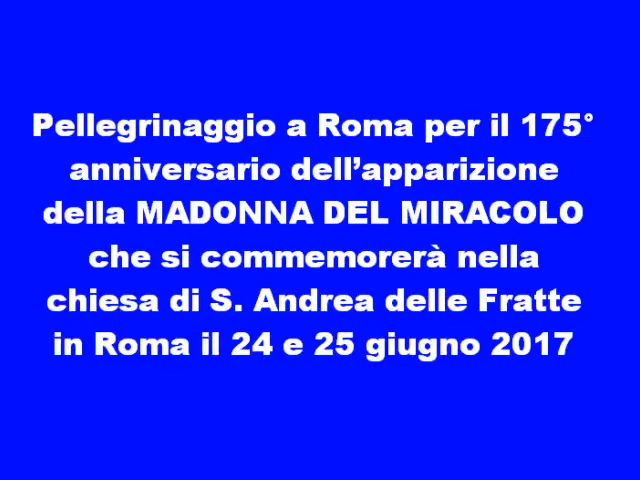 Pellegrinaggio a Roma per il 175°
anniversario dell’apparizione
della MADONNA DEL MIRACOLO
che si commemorerà nella
chiesa di S. Andrea delle Fratte
in Roma il 24 e 25 giugno 2017